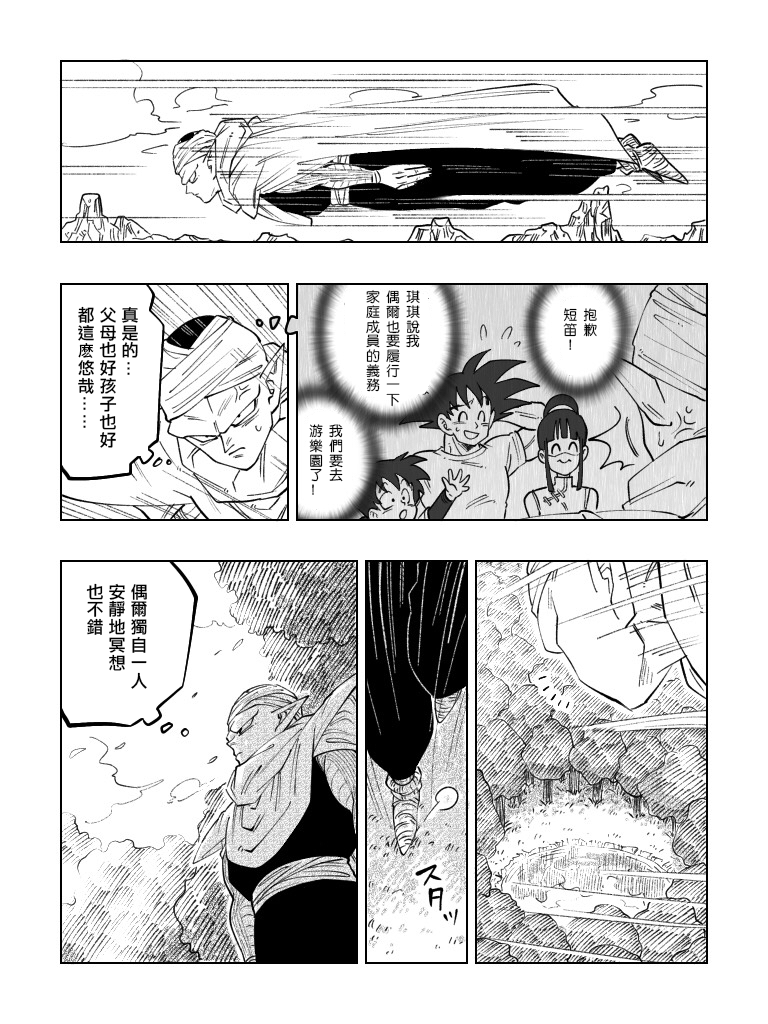 抱歉
短笛！
琪琪說我
偶爾也要履行一下
家庭成員的義務
我們要去
游樂園了！
真是的…
父母也好孩子也好
都這麽悠哉……
スタッ
偶爾獨自一人
安靜地冥想
也不錯